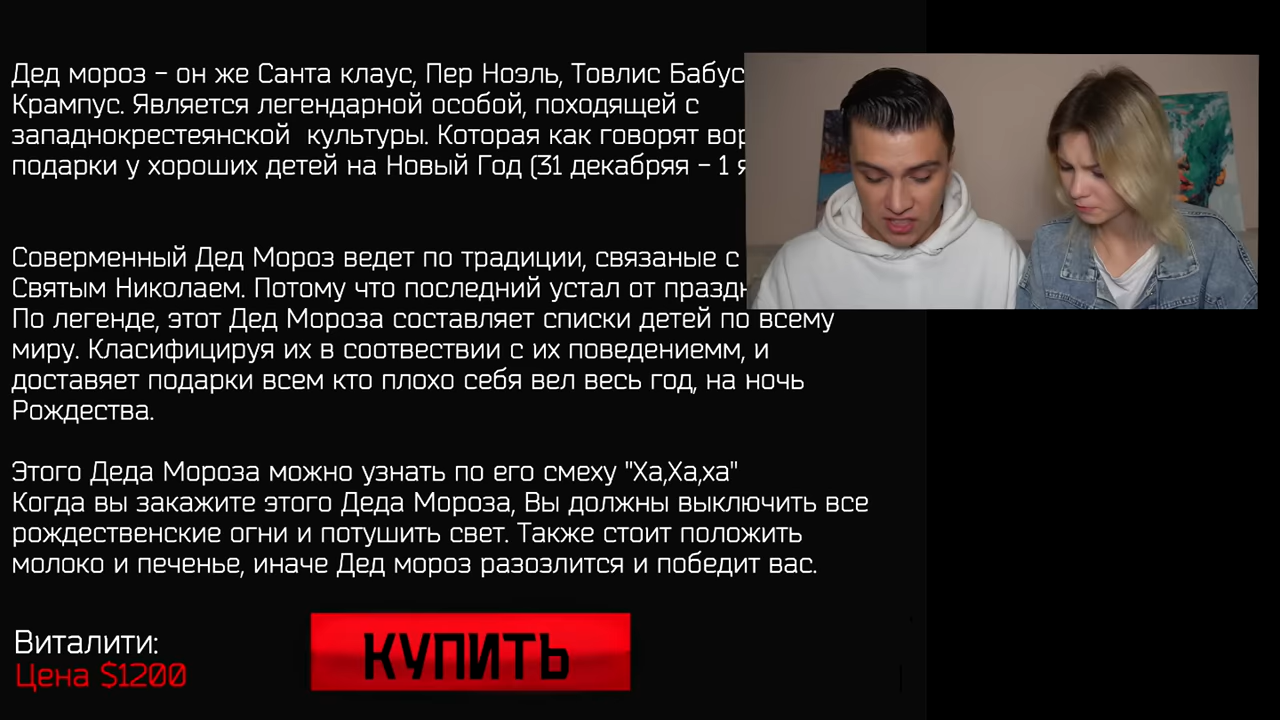 Дед мороз - он же Санта клаус, Пер Ноэль, Товлис Бабус
Крампус. Является легендарной особой, походящей с
западнокрестеянской культуры. Которая как говорят
подарки у хороших детей на Новый Год (31 декабряя - 1
Соверменный Дед Мороз ведет по традиции, связаные с
Святым Николаем. Потому что последний устал от
По легенде, этот Дед Мороза составляет списки детей по всему
миру. Класифицируя их в соотвествии с их поведениемм, и
доставяет подарки всем кто плохо себя вел весь год, на ночь
Рождества.
Этого Деда Мороза можно узнать по его смеху "Ха,Ха,ха"
Когда вы закажите этого Деда Мороза, Вы должны выключить все
рождественские огни и потушить свет. Также стоит положить
молоко и печенье, иначе Дед мороз разозлится и победит вас.
Виталити:
Цена $1200
КУПИТЬ